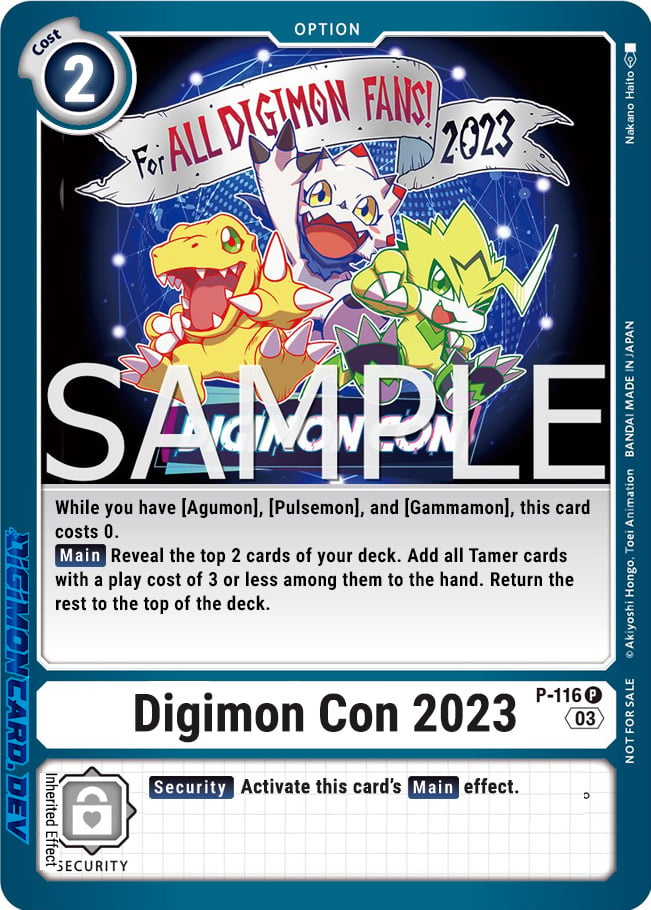 OPTION
Cost
2
For ALL DIGIMON FANS! 2023
Nakano Haito
SAMPLE
DIGIMON CON
While you have [Agumon], [Pulsemon], and [Gammamon], this card
costs 0.
Main Reveal the top 2 cards of your deck. Add all Tamer cards
with a play cost of 3 or less among them to the hand. Return the
rest to the top of the deck.
© Akiyoshi Hongo, Toei Animation BANDAI MADE IN JAPAN
DIGIMONCARD.DEV
Digimon Con 2023
P-116 P
03
NOT FOR SALE
Inherited Effect
SECURITY
Security Activate this card's Main effect.